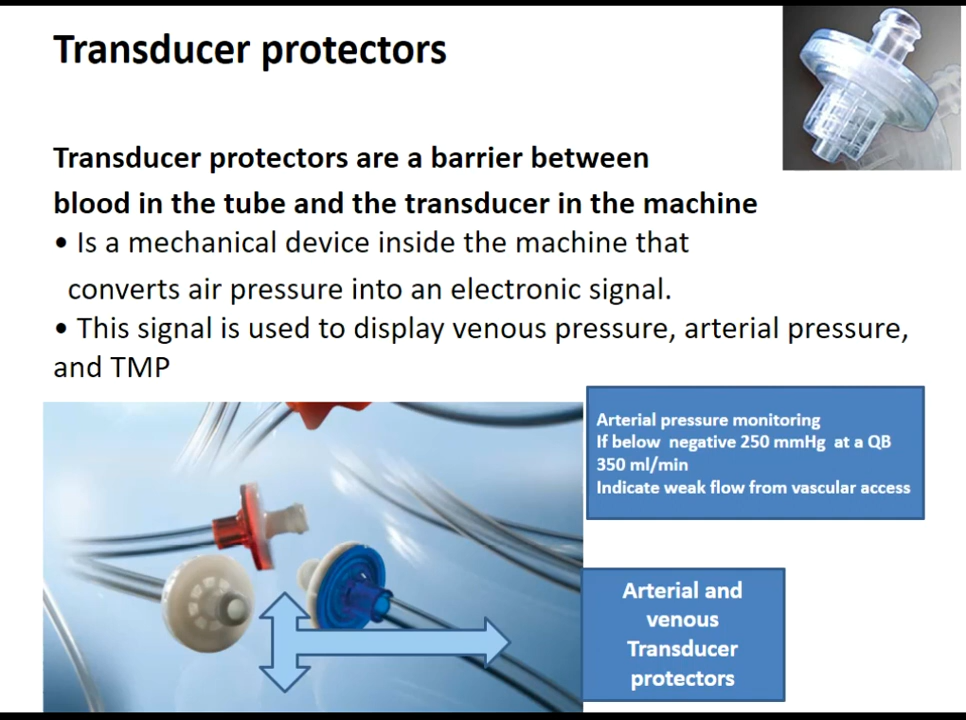 Transducer protectors
Transducer protectors are a barrier between
blood in the tube and the transducer in the machine
• Is a mechanical device inside the machine that
converts air pressure into an electronic signal.
• This signal is used to display venous pressure, arterial pressure,
and TMP
Arterial pressure monitoring
If below negative 250 mmHg at a QB
350 ml/min
Indicate weak flow from vascular access
Arterial and
venous
Transducer
protectors